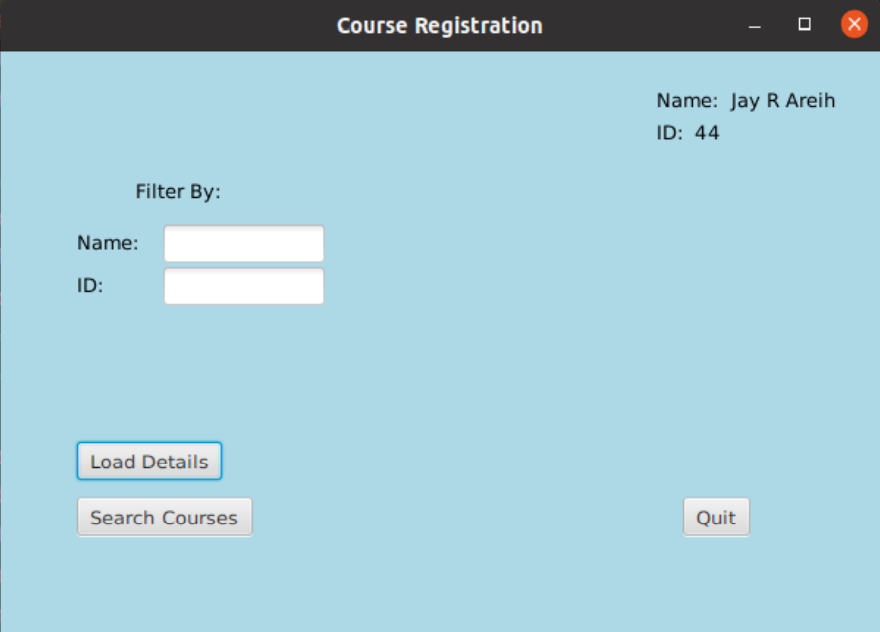 Course Registration
Name: Jay R Areih
ID: 44
Filter By:
Name:
ID:
Load Details
Search Courses
Quit